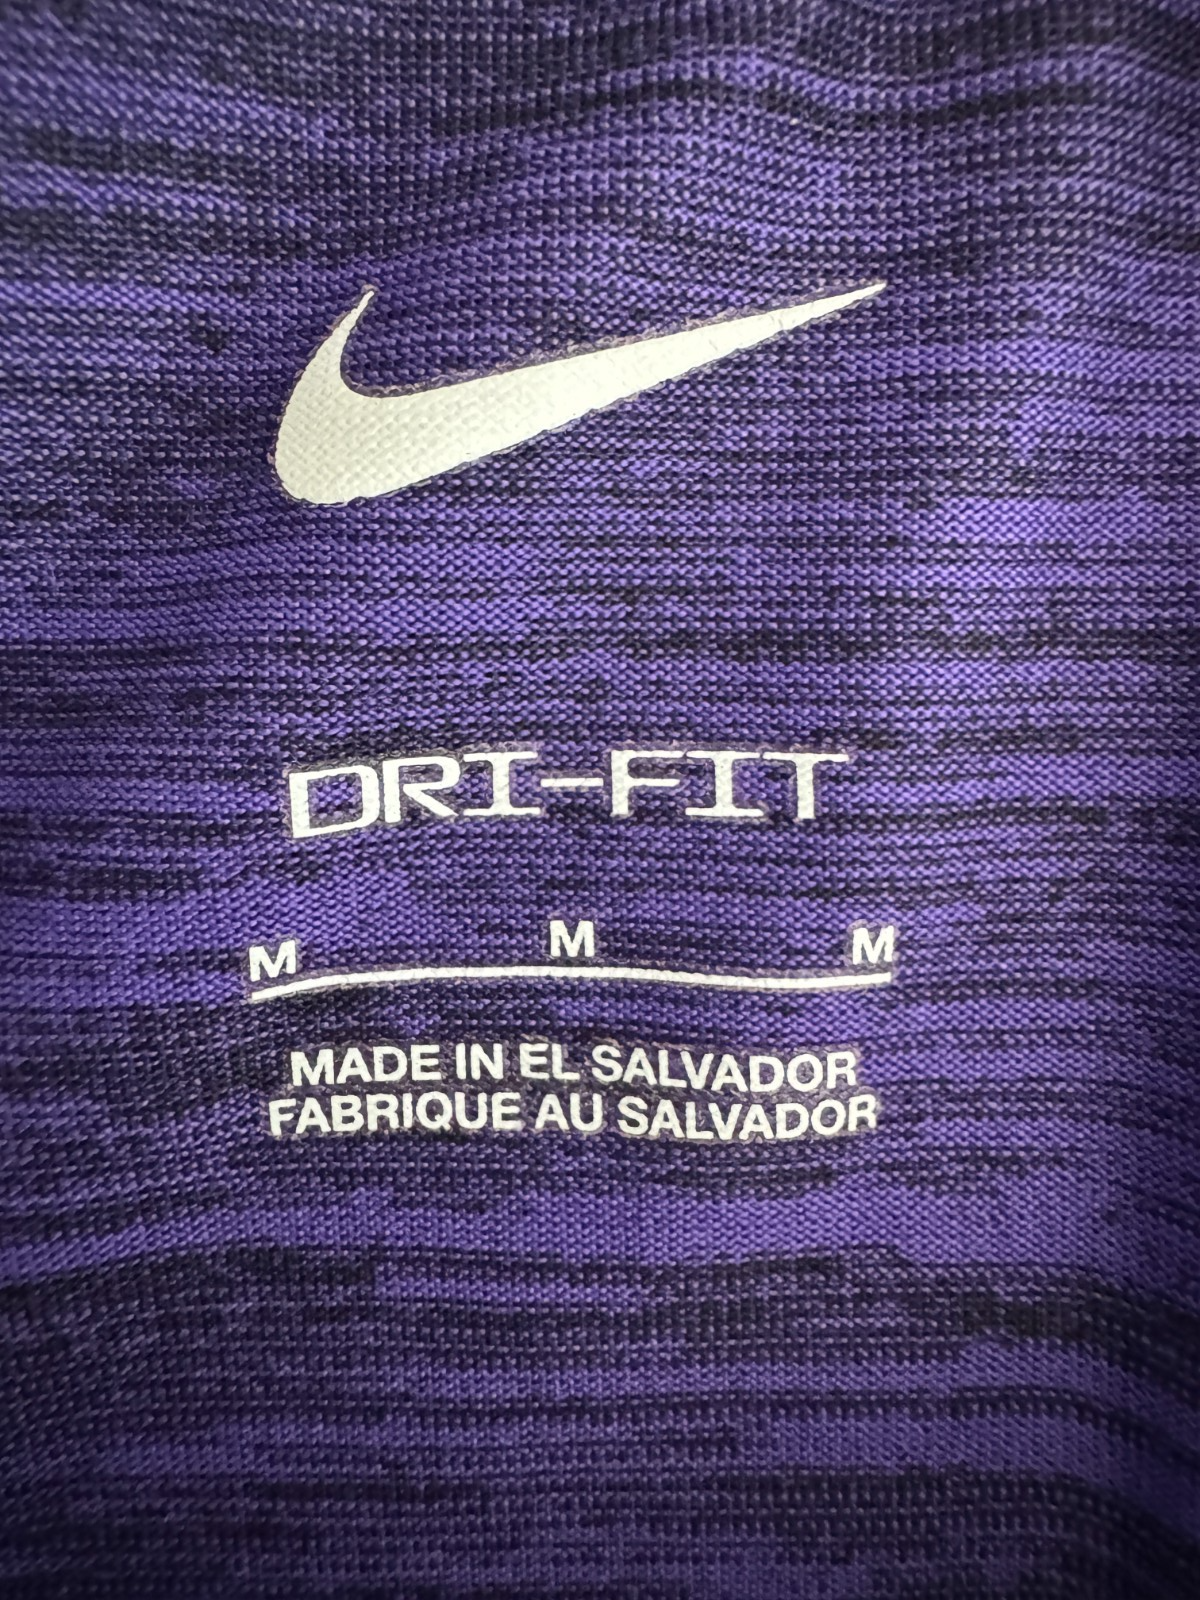 DRI-FIT
M M M
MADE IN EL SALVADOR
FABRIQUE AU SALVADOR